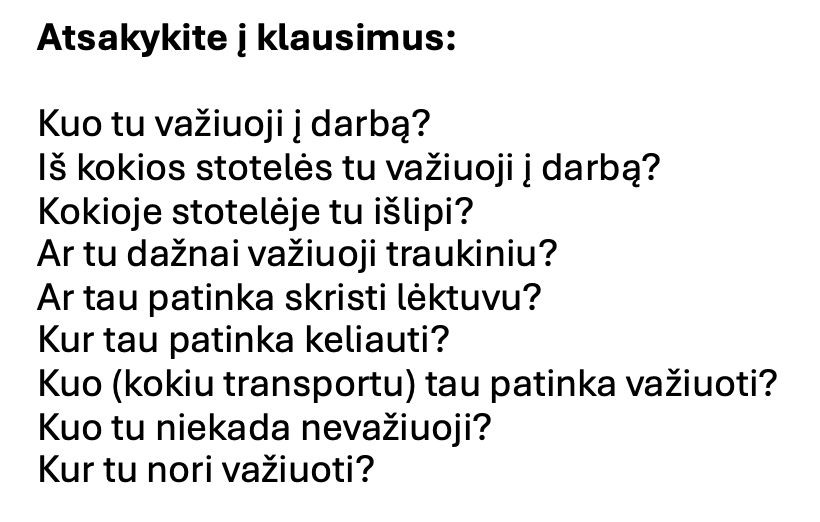 Atsakykite į klausimus:
Kuo tu važiuoji į darbą?
Iš kokios stotelės tu važiuoji į darbą?
Kokioje stotelėje tu išlipi?
Ar tu dažnai važiuoji traukiniu?
Ar tau patinka skristi lėktuvu?
Kur tau patinka keliauti?
Kuo (kokiu transportu) tau patinka važiuoti?
Kuo tu niekada nevažiuoji?
Kur tu nori važiuoti?